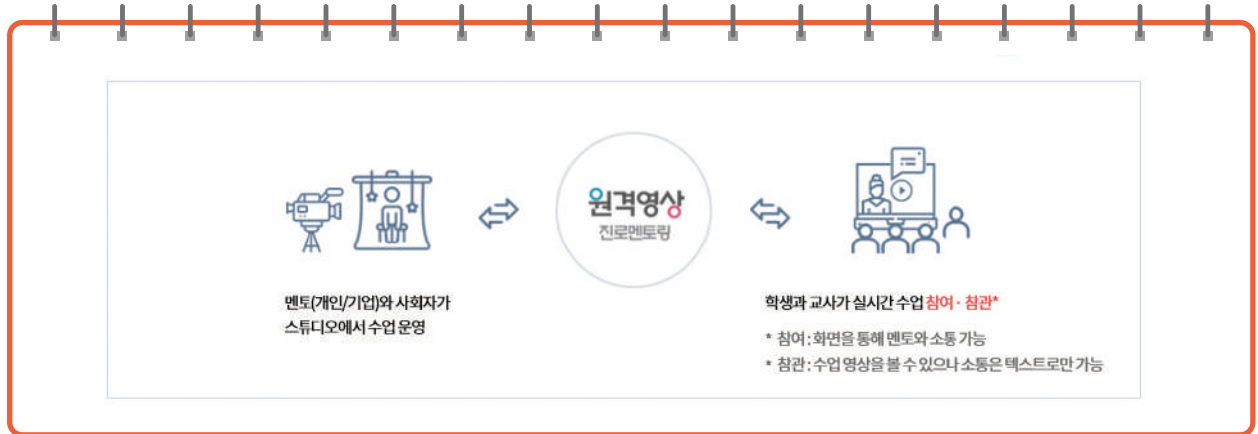 원격영상
진로멘토링
멘토(개인/기업)와 사회자가
스튜디오에서 수업 운영
학생과 교사가 실시간 수업 참여 · 참관*
* 참여 : 화면을 통해 멘토와 소통 가능
* 참관 : 수업 영상을 볼 수 있으나 소통은 텍스트로만 가능